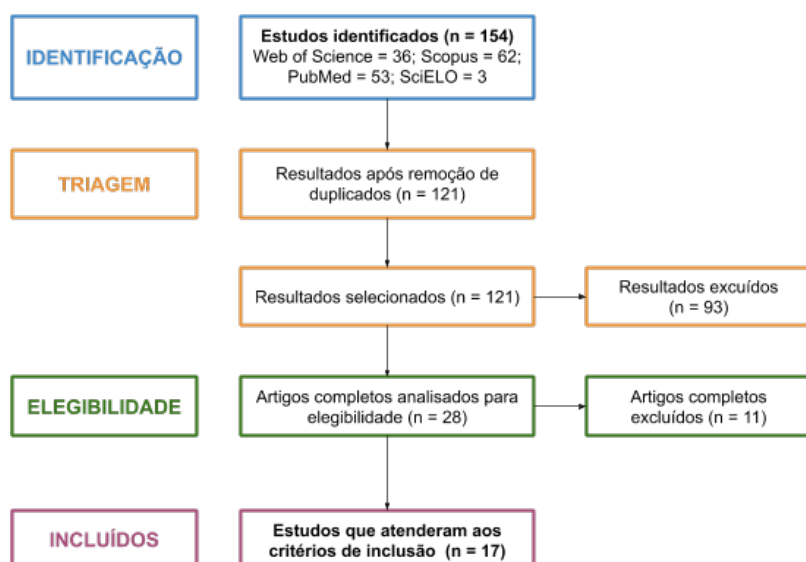 IDENTIFICAÇÃO
Estudos identificados (n = 154)
Web of Science = 36; Scopus = 62;
PubMed = 53; SciELO = 3
TRIAGEM
Resultados após remoção de
duplicados (n = 121)
Resultados selecionados (n = 121)
Resultados excuídos
(n = 93)
ELEGIBILIDADE
Artigos completos analisados para
elegibilidade (n = 28)
Artigos completos
excluídos (n = 11)
INCLUÍDOS
Estudos que atenderam aos
critérios de inclusão (n = 17)